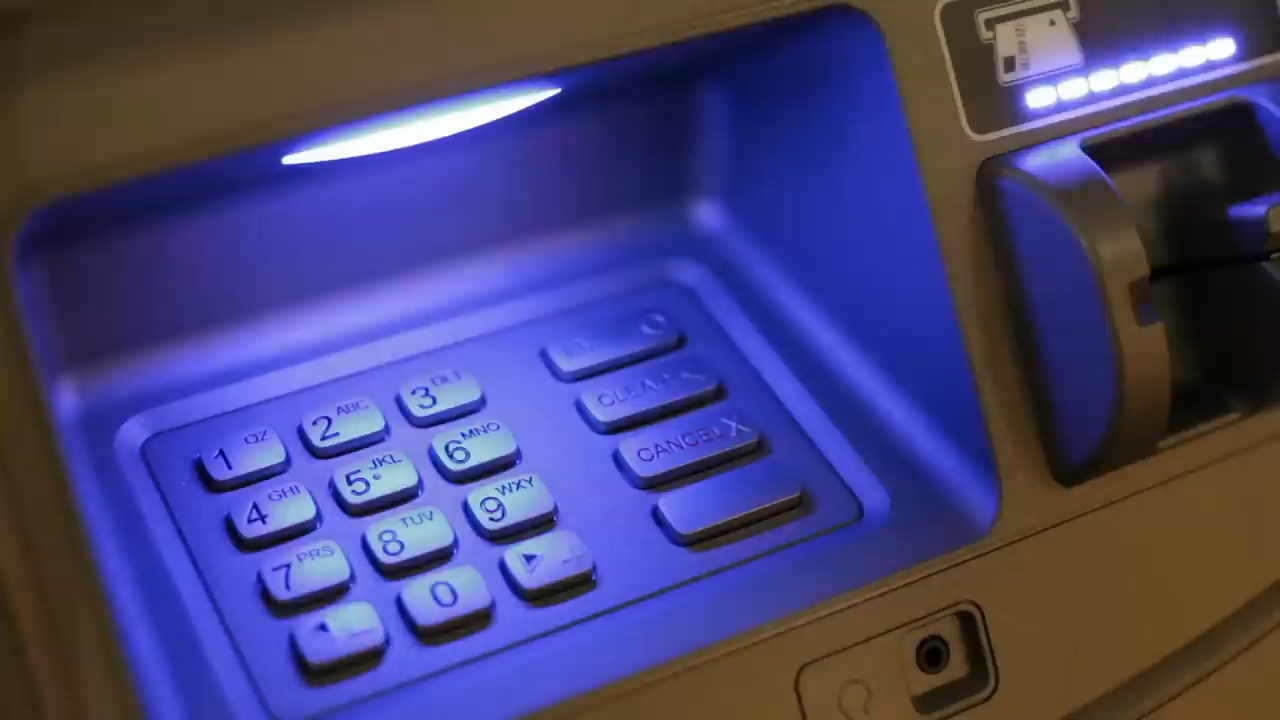 1 QZ
2 ABC
3 DEF
4 GHI
5 JKL
6 MNO
7 PRS
8 TUV
9 WXY
0
CLEAR
CANCEL X